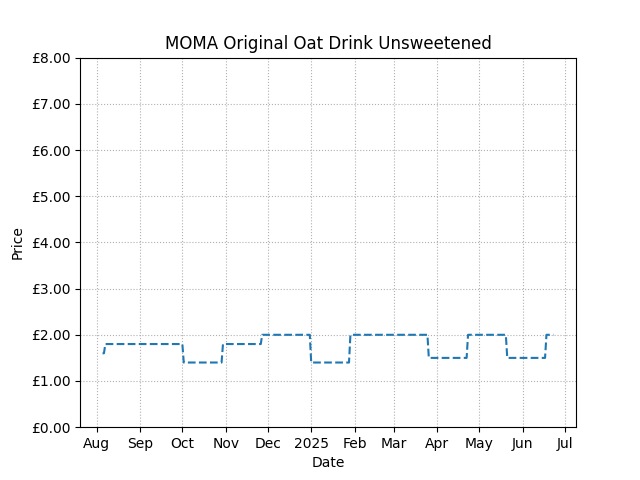 MOMA Original Oat Drink Unsweetened
£8.00
£7.00
£6.00
£5.00
£4.00
£3.00
£2.00
£1.00
£0.00
Price
Aug Sep Oct Nov Dec 2025 Feb Mar Apr May Jun Jul
Date